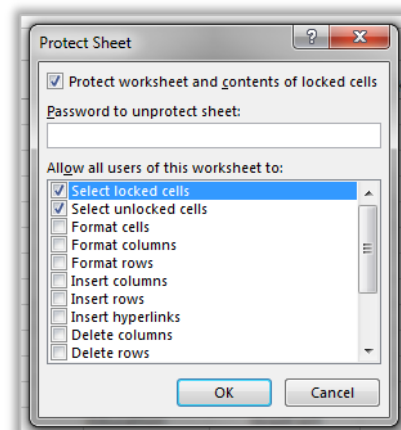 Protect Sheet
Protect worksheet and contents of locked cells
Password to unprotect sheet:
Allow all users of this worksheet to:
Select locked cells
Select unlocked cells
Format cells
Format columns
Format rows
Insert columns
Insert rows
Insert hyperlinks
Delete columns
Delete rows
OK Cancel